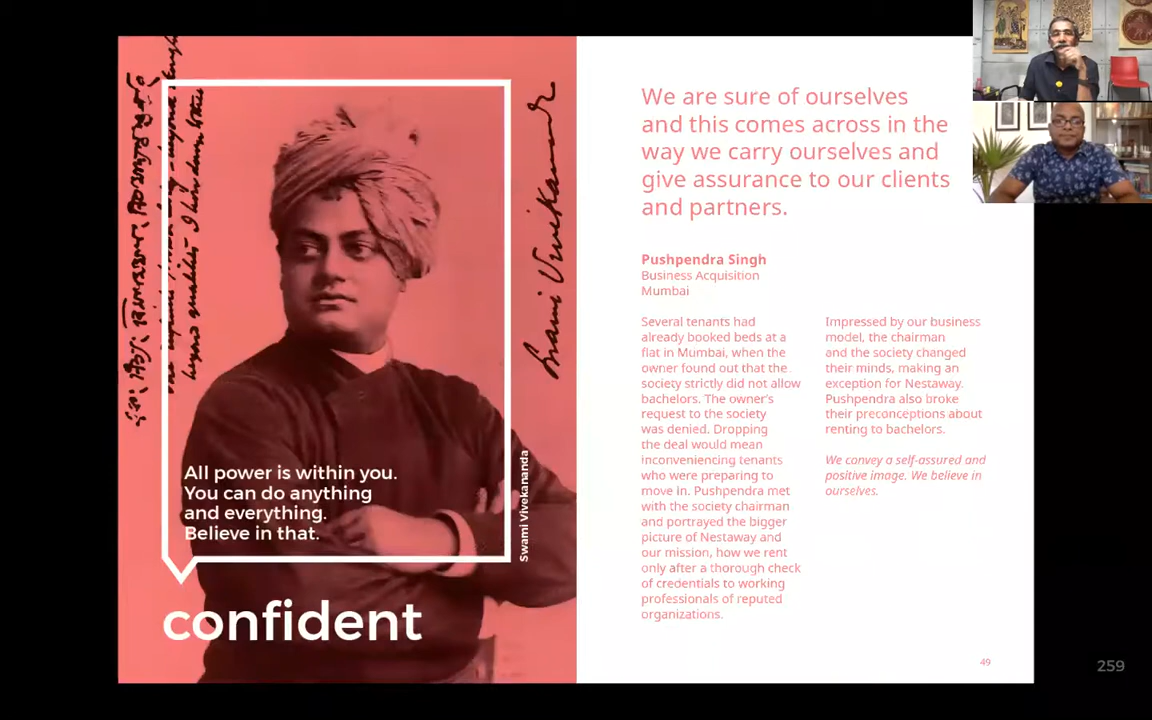 higher qualities I have been
Swami Vivekananda
All power is within you.
You can do anything
and everything.
Believe in that.
Swami Vivekananda
confident
We are sure of ourselves
and this comes across in the
way we carry ourselves and
give assurance to our clients
and partners.
Pushpendra Singh
Business Acquisition
Mumbai
Several tenants had
already booked beds at a
flat in Mumbai, when the
owner found out that the
society strictly did not allow
bachelors. The owner's
request to the society
was denied. Dropping
the deal would mean
inconveniencing tenants
who were preparing to
move in. Pushpendra met
with the society chairman
and portrayed the bigger
picture of Nestaway and
our mission, how we rent
only after a thorough check
of credentials to working
professionals of reputed
organizations.
Impressed by our business
model, the chairman
and the society changed
their minds, making an
exception for Nestaway.
Pushpendra also broke
their preconceptions about
renting to bachelors.
We convey a self-assured and
positive image. We believe in
ourselves.
49
259